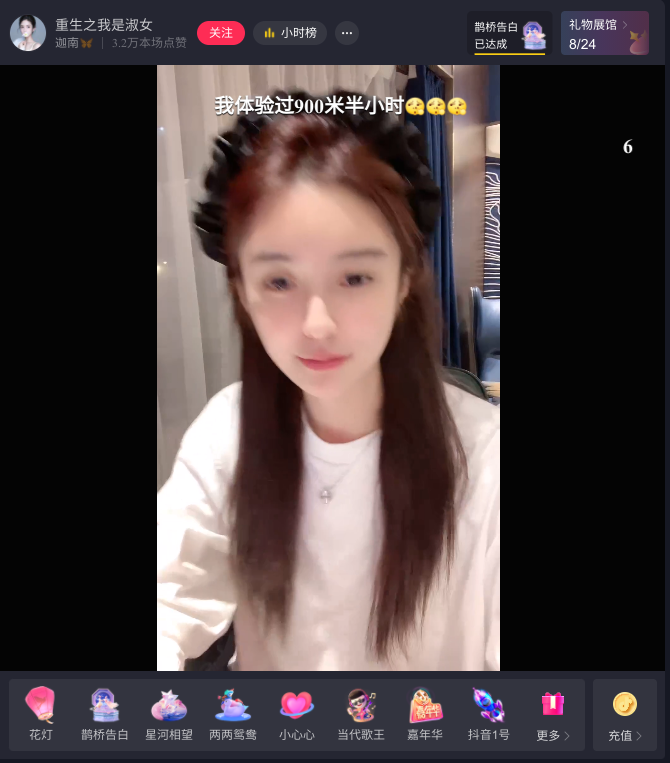 重生之我是淑女
迦南
3.2万本场点赞
关注
小时榜
鹊桥告白
已达成
礼物展馆
8/24
我体验过900米半小时
6
花灯
鹊桥告白
星河相望
两两鸳鸯
小心心
当代歌王
嘉年华
嘉年华
抖音1号
更多
充值